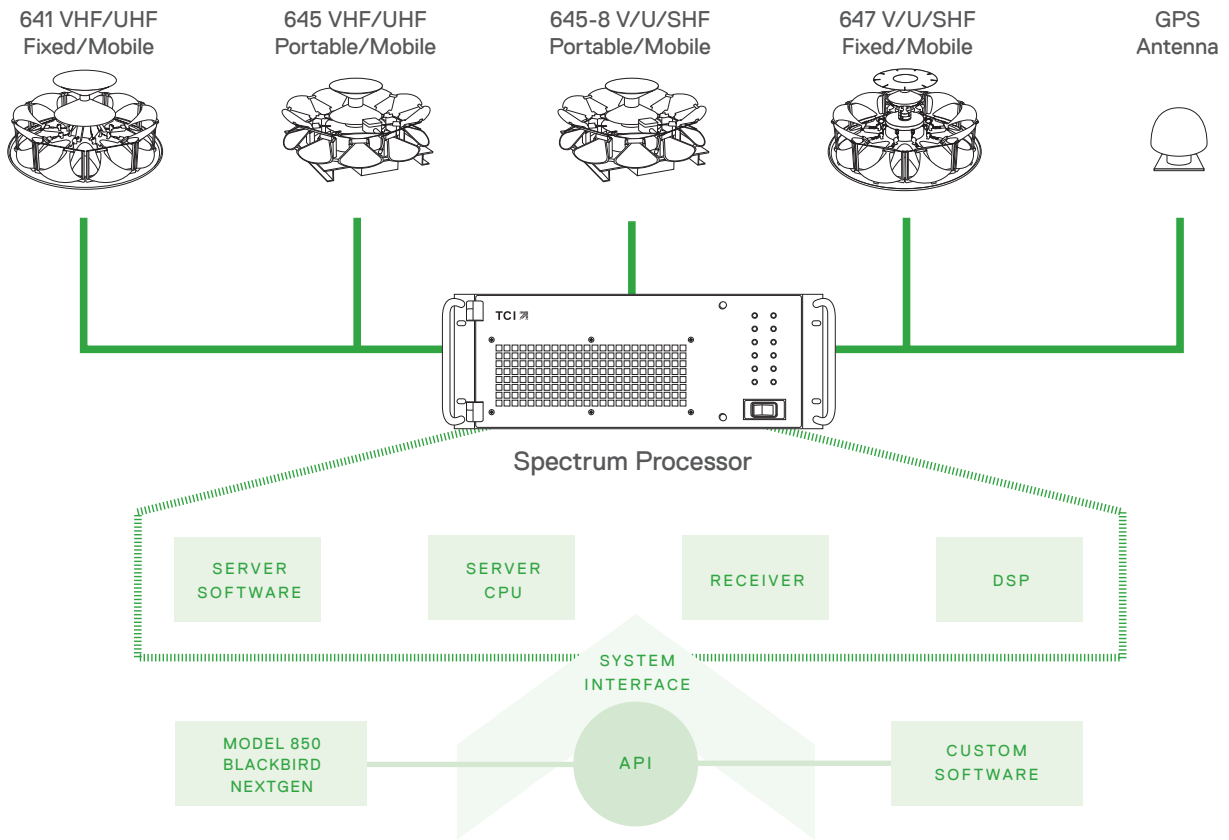 641 VHF/UHF
Fixed/Mobile
645 VHF/UHF
Portable/Mobile
645-8 V/U/SHF
Portable/Mobile
647 V/U/SHF
Fixed/Mobile
GPS
Antenna
TCI
Spectrum Processor
SERVER
SOFTWARE
SERVER
CPU
RECEIVER
DSP
SYSTEM
INTERFACE
MODEL 850
BLACKBIRD
NEXTGEN
API
CUSTOM
SOFTWARE